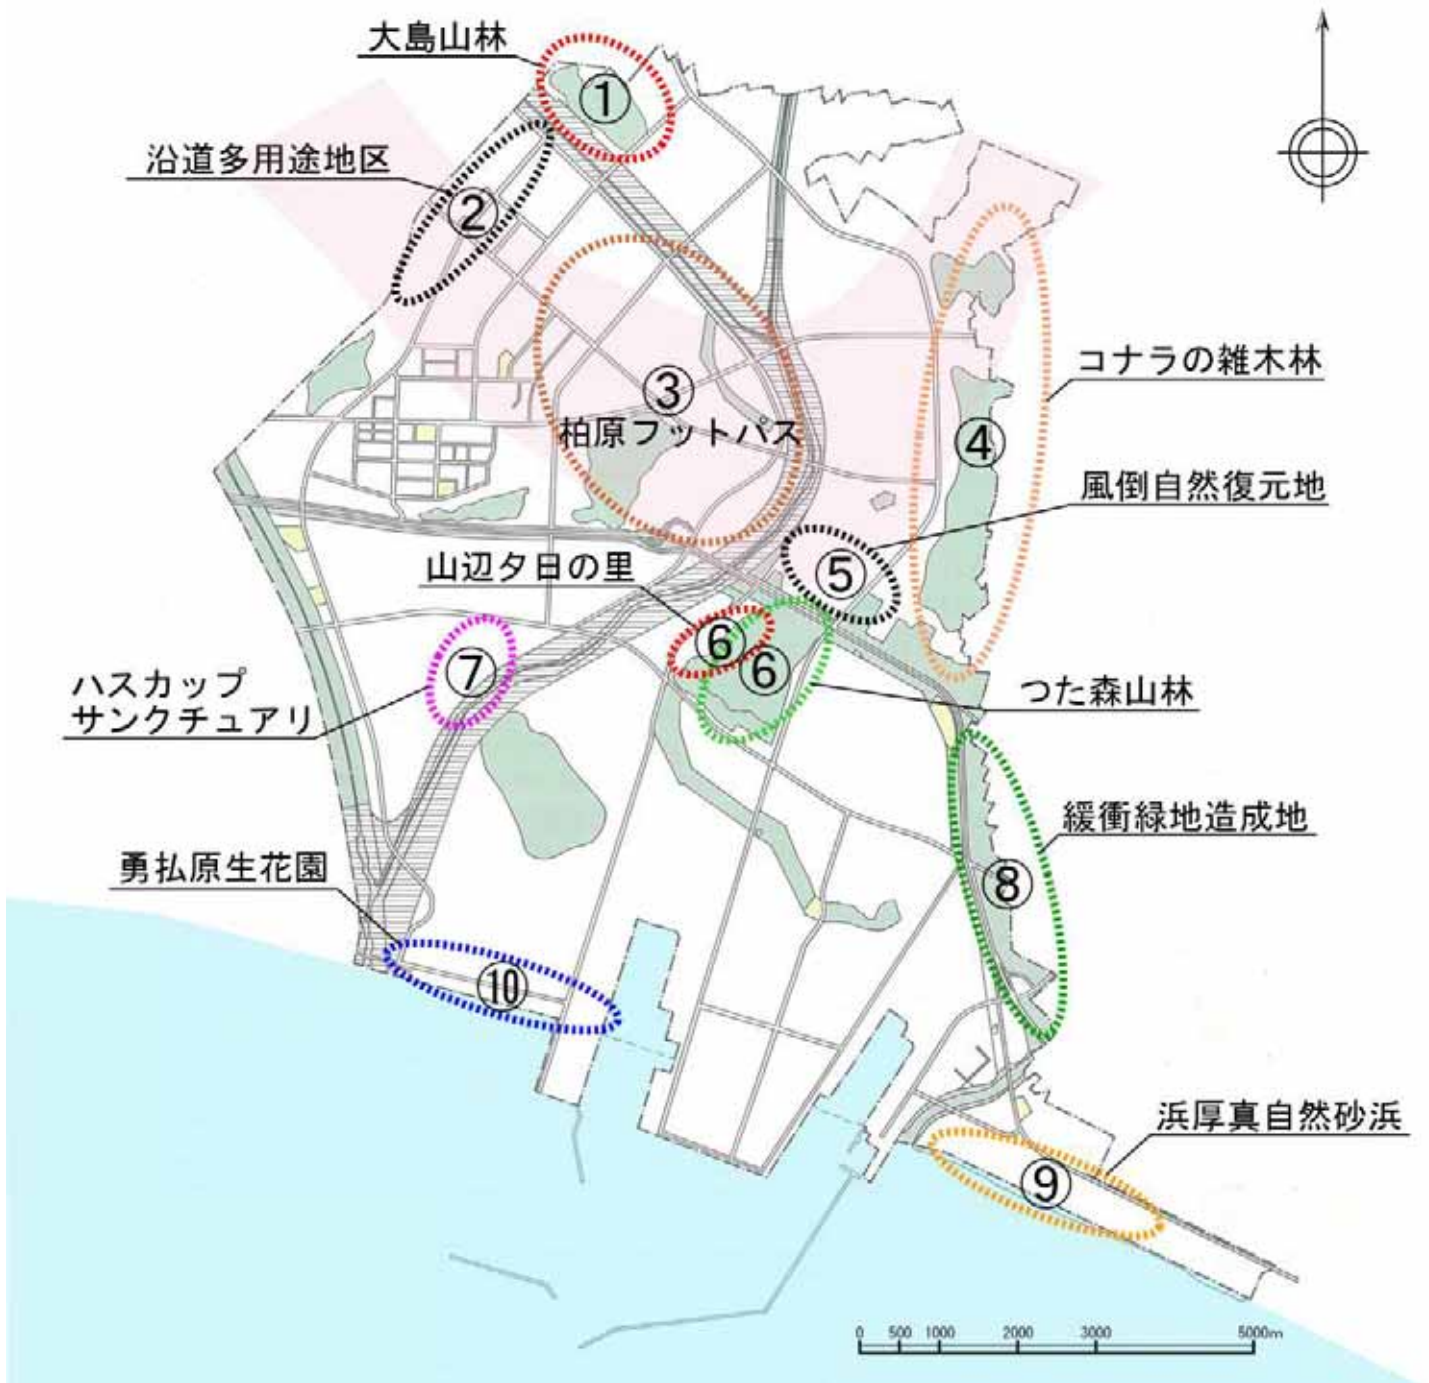 大島山林
①
沿道多用途地区
②
③
柏原フットパス
コナラの雑木林
④
風倒自然復元地
⑤
山辺夕日の里
⑥
⑥
つた森山林
⑦
ハスカップ
サンクチュアリ
緩衝緑地造成地
⑧
勇払原生花園
⑩
浜厚真自然砂浜
⑨
0 500 1000 2000 3000 5000m